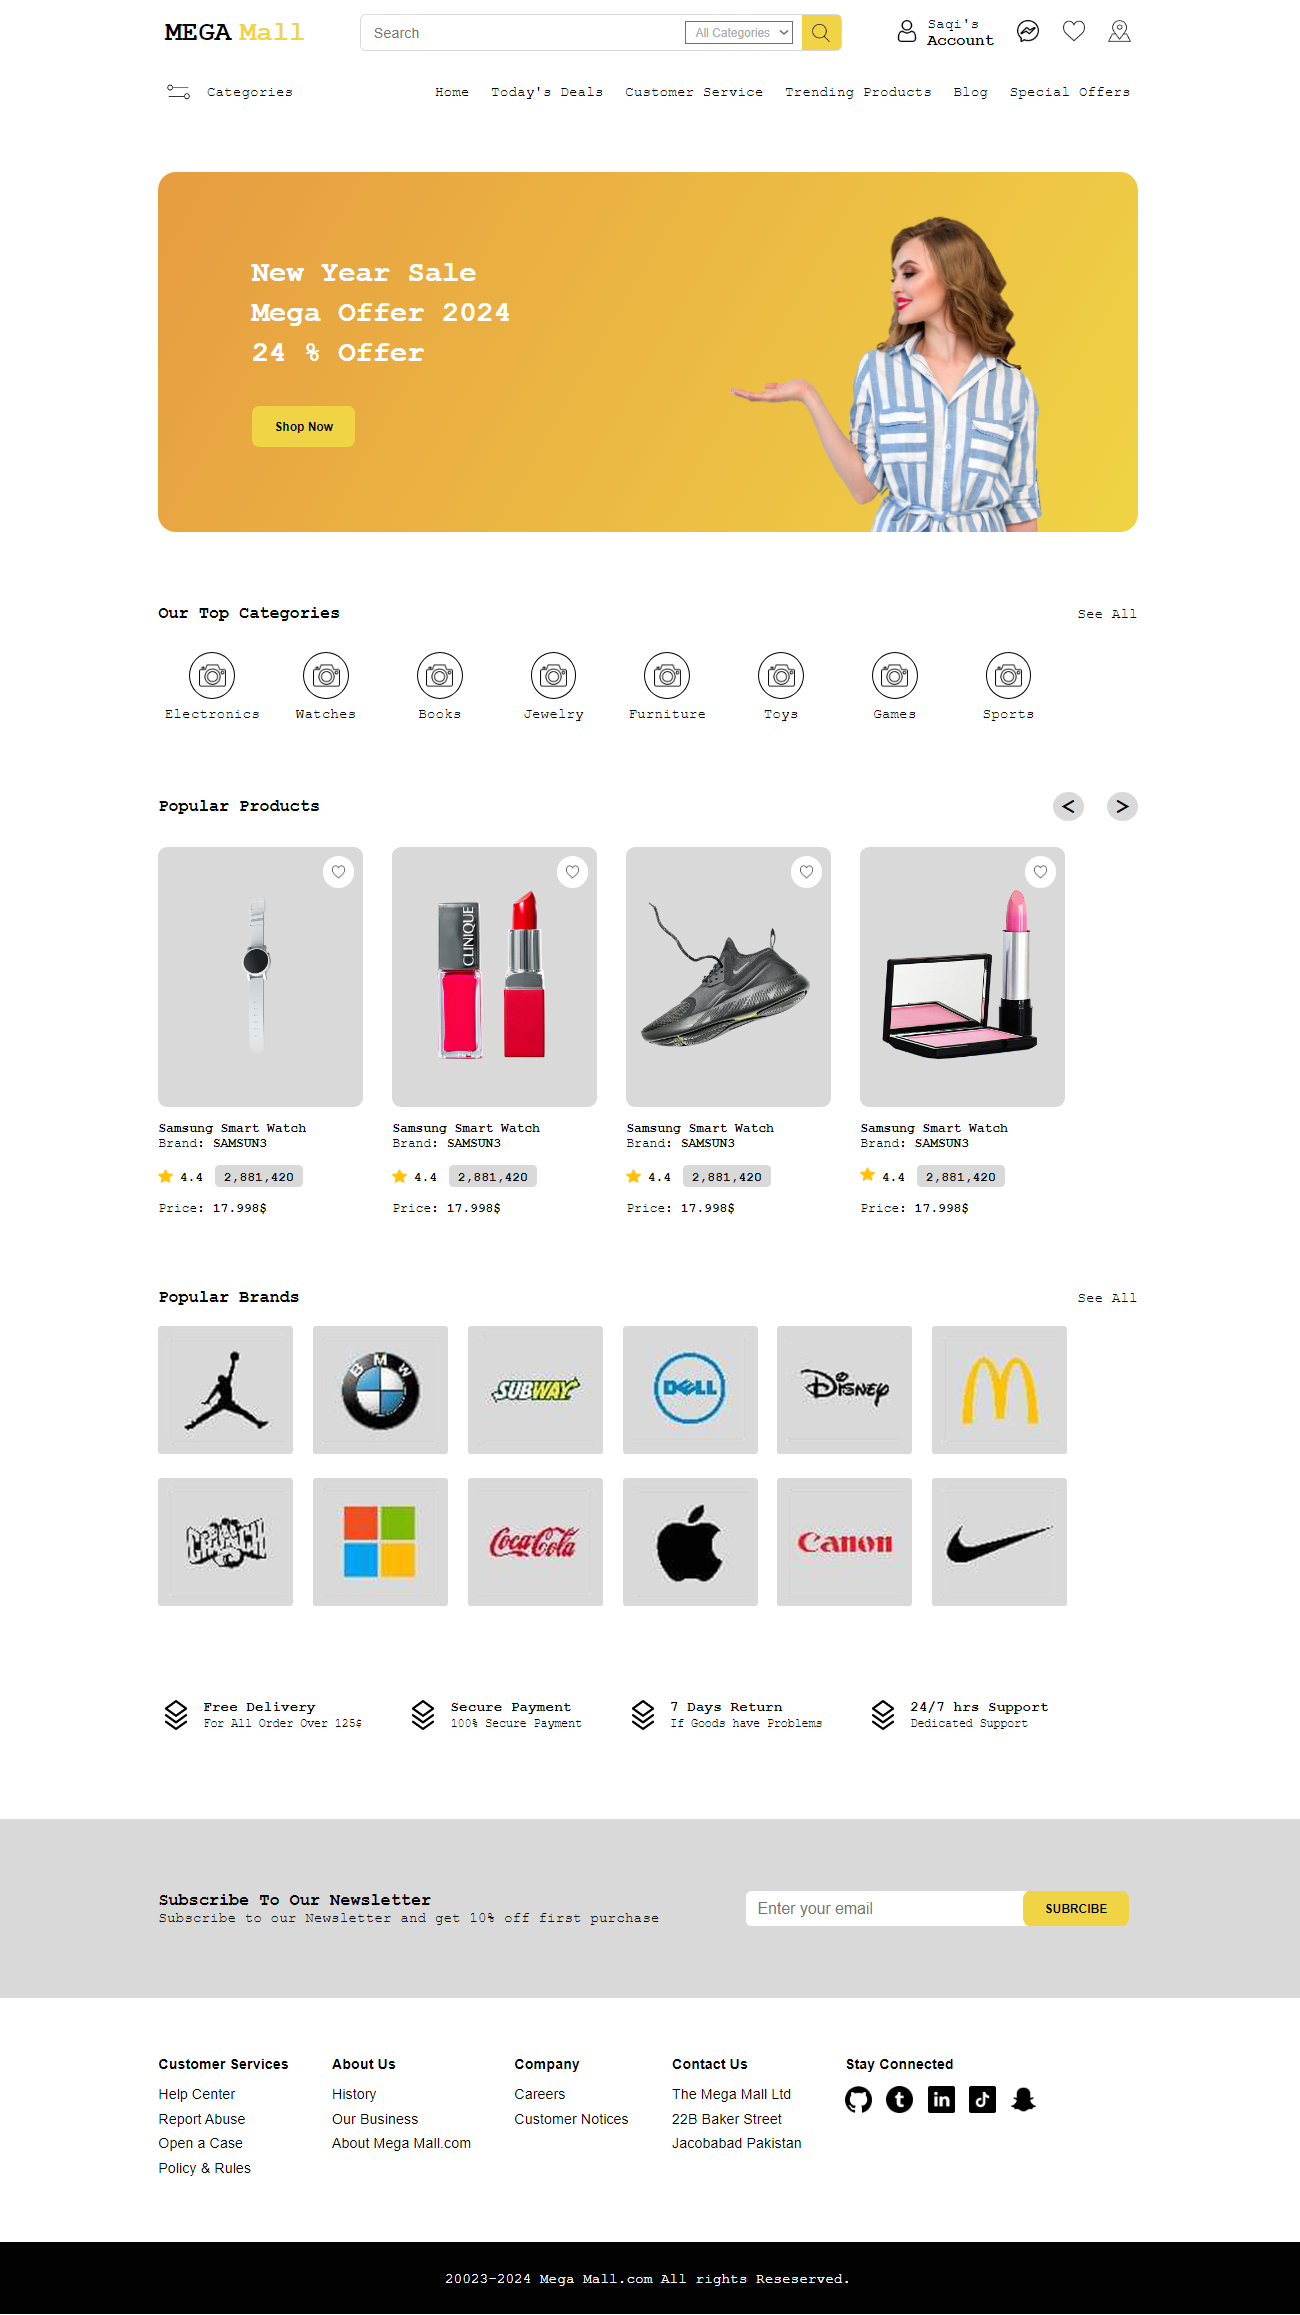 MEGA Mall
Search
All Categories
Saqi's
Account
Categories
Home Today's Deals Customer Service Trending Products Blog Special Offers
New Year Sale
Mega Offer 2024
24 % Offer
Shop Now
Our Top Categories
See All
Electronics Watches Books Jewelry Furniture Toys Games Sports
Popular Products
< >
CLINIQUE
Samsung Smart Watch Samsung Smart Watch Samsung Smart Watch Samsung Smart Watch
Brand: SAMSUN3 Brand: SAMSUN3 Brand: SAMSUN3 Brand: SAMSUN3
4.4 2,881,420 4.4 2,881,420 4.4 2,881,420 4.4 2,881,420
Price: 17.998$ Price: 17.998$ Price: 17.998$ Price: 17.998$
Popular Brands
See All
BMW SUBWAY DELL Disney
CRUNCH Coca-Cola Canon
Free Delivery Secure Payment 7 Days Return 24/7 hrs Support
For All Order Over 125$ 100% Secure Payment If Goods have Problems Dedicated Support
Subscribe To Our Newsletter
Subscribe to our Newsletter and get 10% off first purchase
Enter your email
SUBRCIBE
Customer Services About Us Company Contact Us Stay Connected
Help Center History Careers The Mega Mall Ltd
Report Abuse Our Business Customer Notices 22B Baker Street
Open a Case About Mega Mall.com Jacobabad Pakistan
Policy & Rules
20023-2024 Mega Mall.com All rights Reseserved.